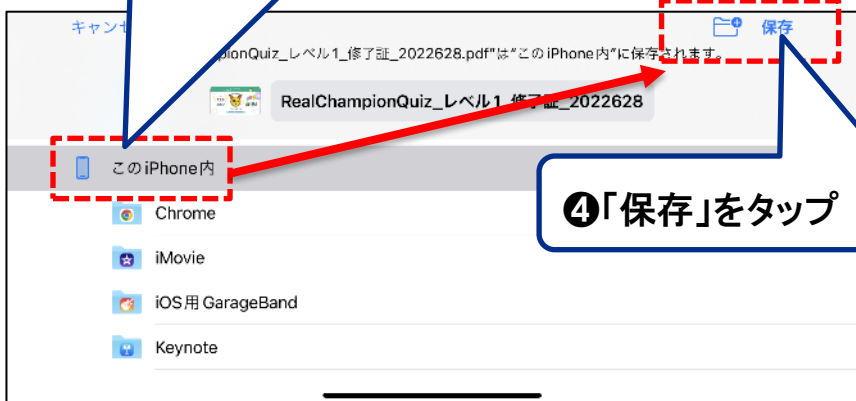 キャンセ
保存
pionQuiz_レベル1_修了証_2022628.pdf"は"このiPhone内"に保存されます。
RealChampionQuiz_レベル1_修了証_2022628
このiPhone内
❹「保存」をタップ
Chrome
iMovie
iOS用 GarageBand
Keynote